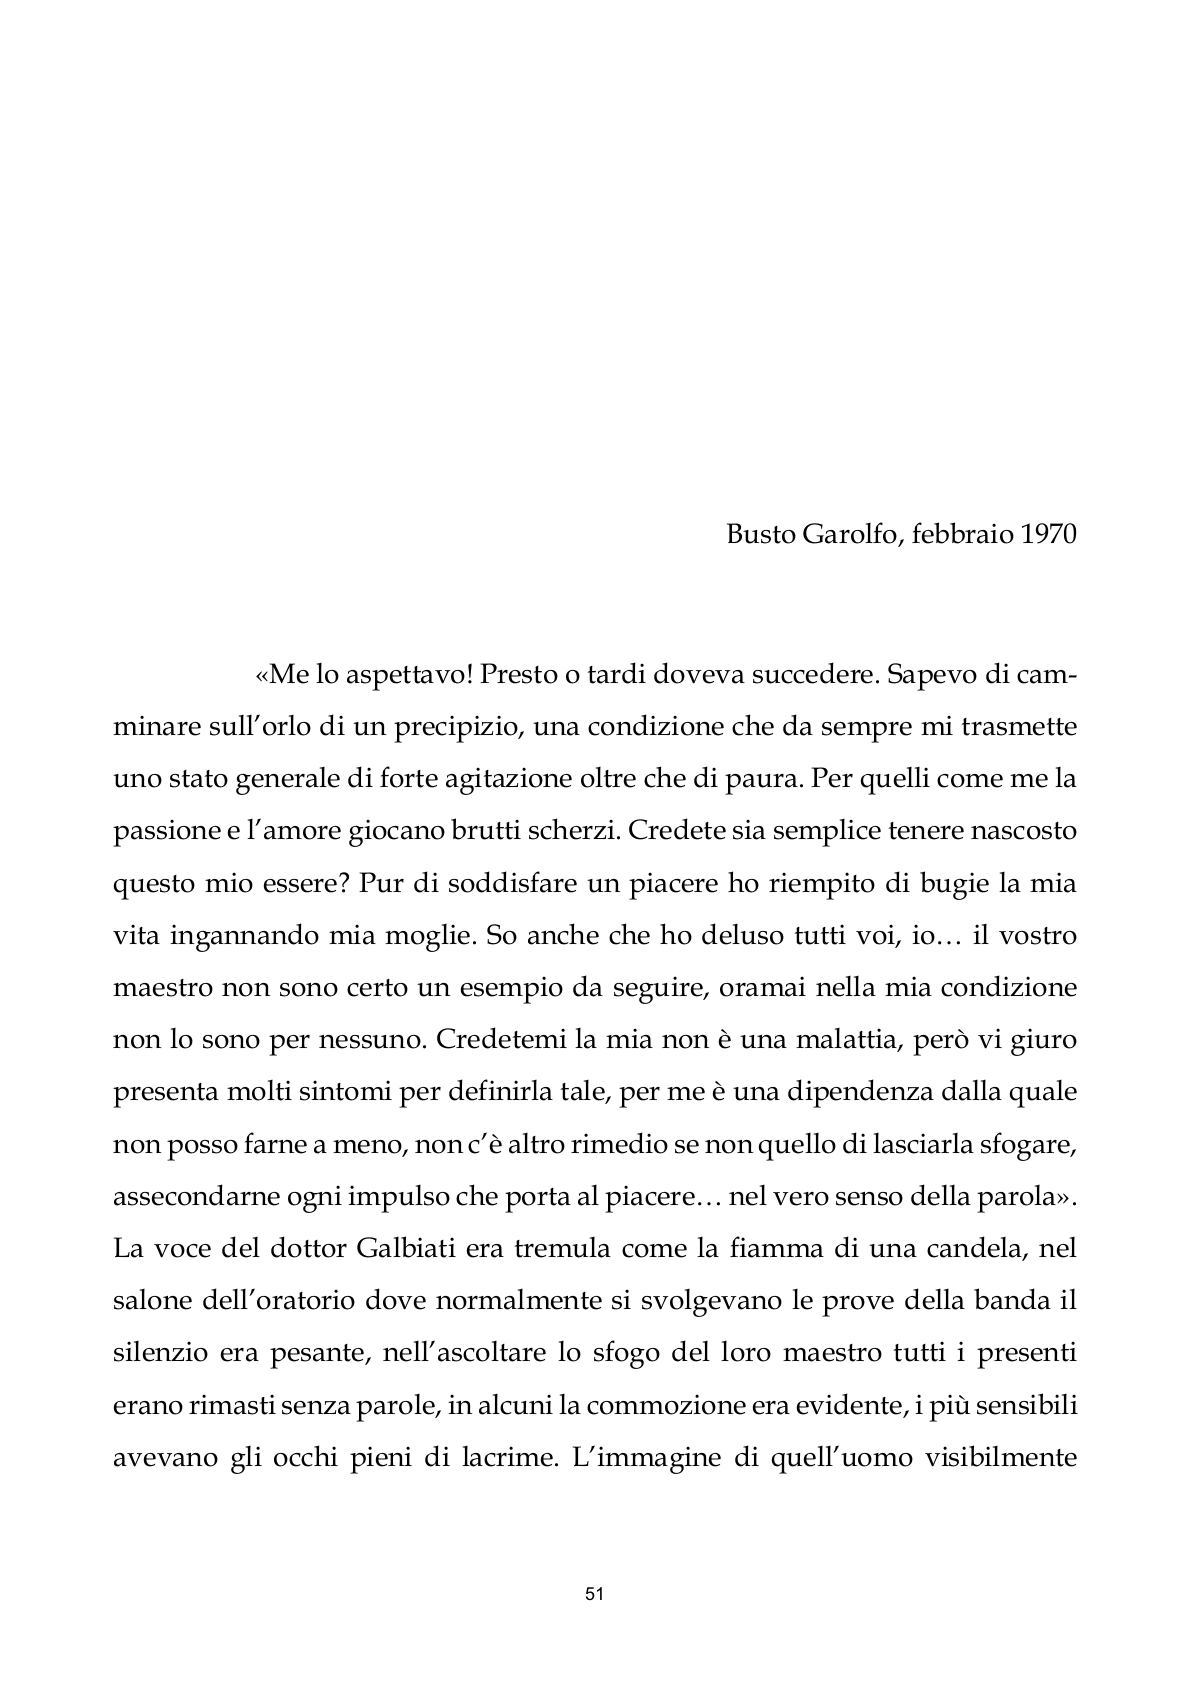 Busto Garolfo, febbraio 1970
«Me lo aspettavo! Presto o tardi doveva succedere. Sapevo di cam-
minare sull’orlo di un precipizio, una condizione che da sempre mi trasmette
uno stato generale di forte agitazione oltre che di paura. Per quelli come me la
passione e l’amore giocano brutti scherzi. Credete sia semplice tenere nascosto
questo mio essere? Pur di soddisfare un piacere ho riempito di bugie la mia
vita ingannando mia moglie. So anche che ho deluso tutti voi, io… il vostro
maestro non sono certo un esempio da seguire, oramai nella mia condizione
non lo sono per nessuno. Credetemi la mia non è una malattia, però vi giuro
presenta molti sintomi per definirla tale, per me è una dipendenza dalla quale
non posso farne a meno, non c’è altro rimedio se non quello di lasciarla sfogare,
assecondarne ogni impulso che porta al piacere… nel vero senso della parola».
La voce del dottor Galbiati era tremula come la fiamma di una candela, nel
salone dell’oratorio dove normalmente si svolgevano le prove della banda il
silenzio era pesante, nell’ascoltare lo sfogo del loro maestro tutti i presenti
erano rimasti senza parole, in alcuni la commozione era evidente, i più sensibili
avevano gli occhi pieni di lacrime. L’immagine di quell’uomo visibilmente
51